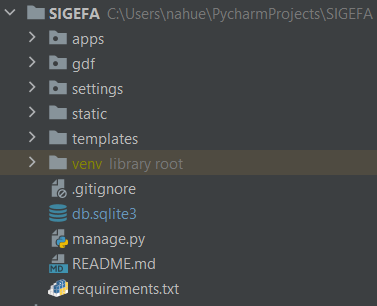 SIGEFA C:\Users\nahue\PycharmProjects\SIGEFA
apps
gdf
settings
static
templates
venv library root
.gitignore
db.sqlite3
manage.py
MD README.md
requirements.txt